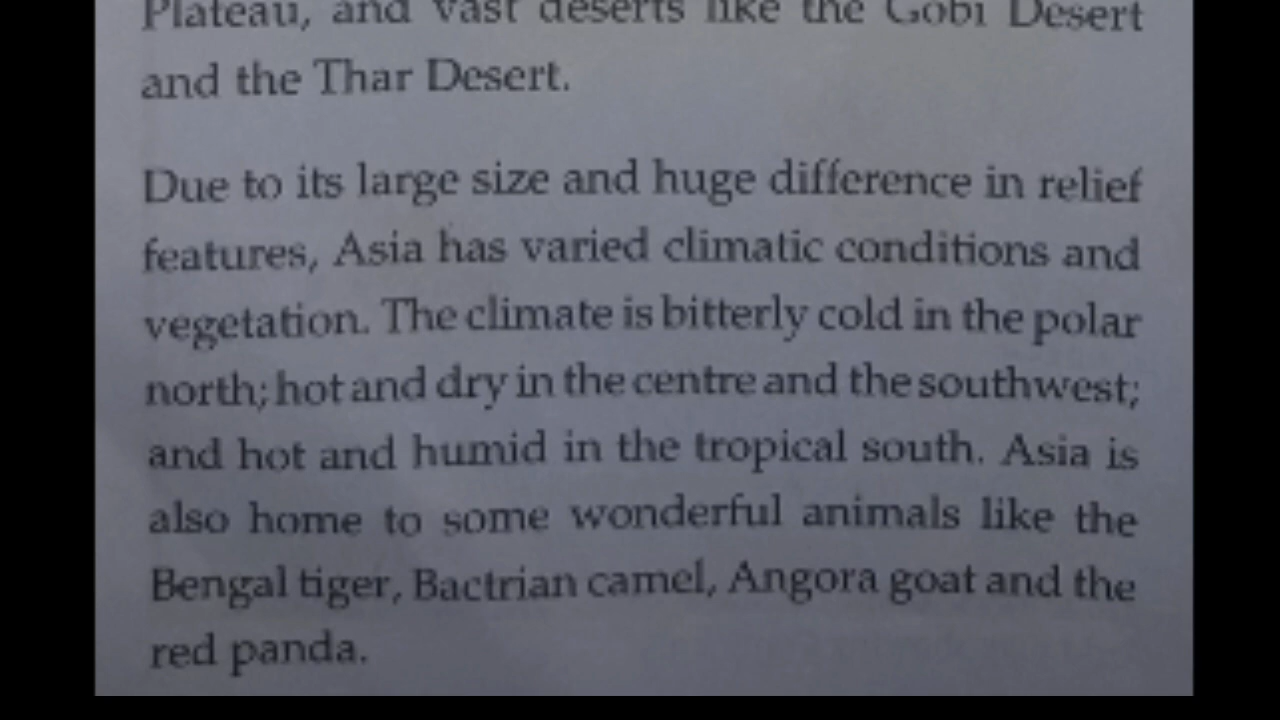 Plateau, and vast deserts like the Gobi Desert
and the Thar Desert.
Due to its large size and huge difference in relief
features, Asia has varied climatic conditions and
vegetation. The climate is bitterly cold in the polar
north; hot and dry in the centre and the southwest;
and hot and humid in the tropical south. Asia is
also home to some wonderful animals like the
Bengal tiger, Bactrian camel, Angora goat and the
red panda.